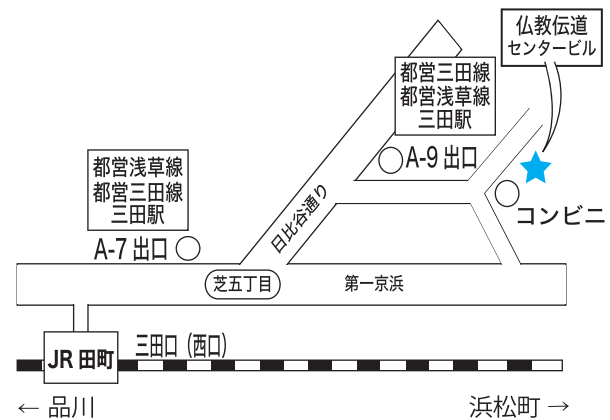 仏教伝道
センタービル
都営三田線
都営浅草線
三田駅
A-9 出口
都営浅草線
都営三田線
三田駅
A-7 出口
日比谷通り
コンビニ
芝五丁目
第一京浜
JR 田町
三田口（西口）
← 品川
浜松町 →